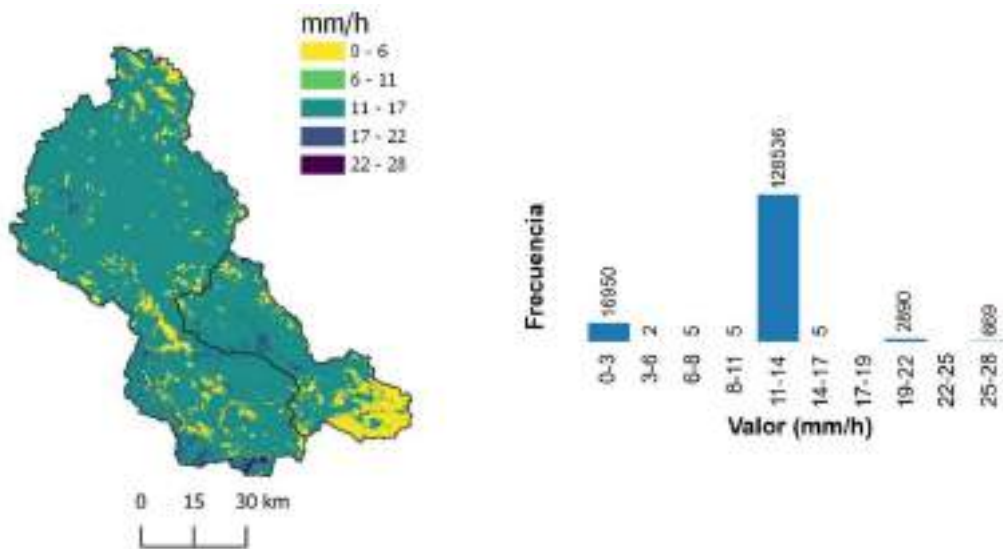 mm/h
0 - 6
6 - 11
11 - 17
17 - 22
22 - 28
0 15 30 km
Frecuencia
16950
2
5
5
128536
5
2890
669
0-3
3-6
6-8
8-11
11-14
14-17
17-19
19-22
22-25
25-28
Valor (mm/h)